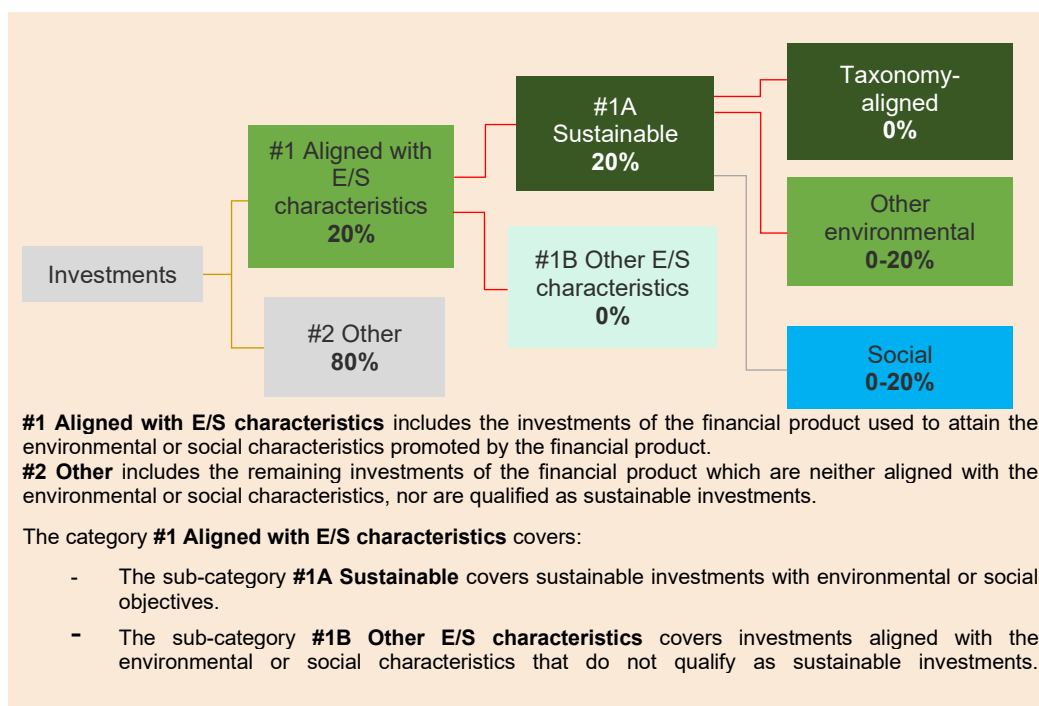 Investments
#1 Aligned with
E/S
characteristics
20%
#2 Other
80%
#1A
Sustainable
20%
#1B Other E/S
characteristics
0%
Taxonomy-
aligned
0%
Other
environmental
0-20%
Social
0-20%
#1 Aligned with E/S characteristics includes the investments of the financial product used to attain the
environmental or social characteristics promoted by the financial product.
#2 Other includes the remaining investments of the financial product which are neither aligned with the
environmental or social characteristics, nor are qualified as sustainable investments.
The category #1 Aligned with E/S characteristics covers:
- The sub-category #1A Sustainable covers sustainable investments with environmental or social
objectives.
- The sub-category #1B Other E/S characteristics covers investments aligned with the
environmental or social characteristics that do not qualify as sustainable investments.